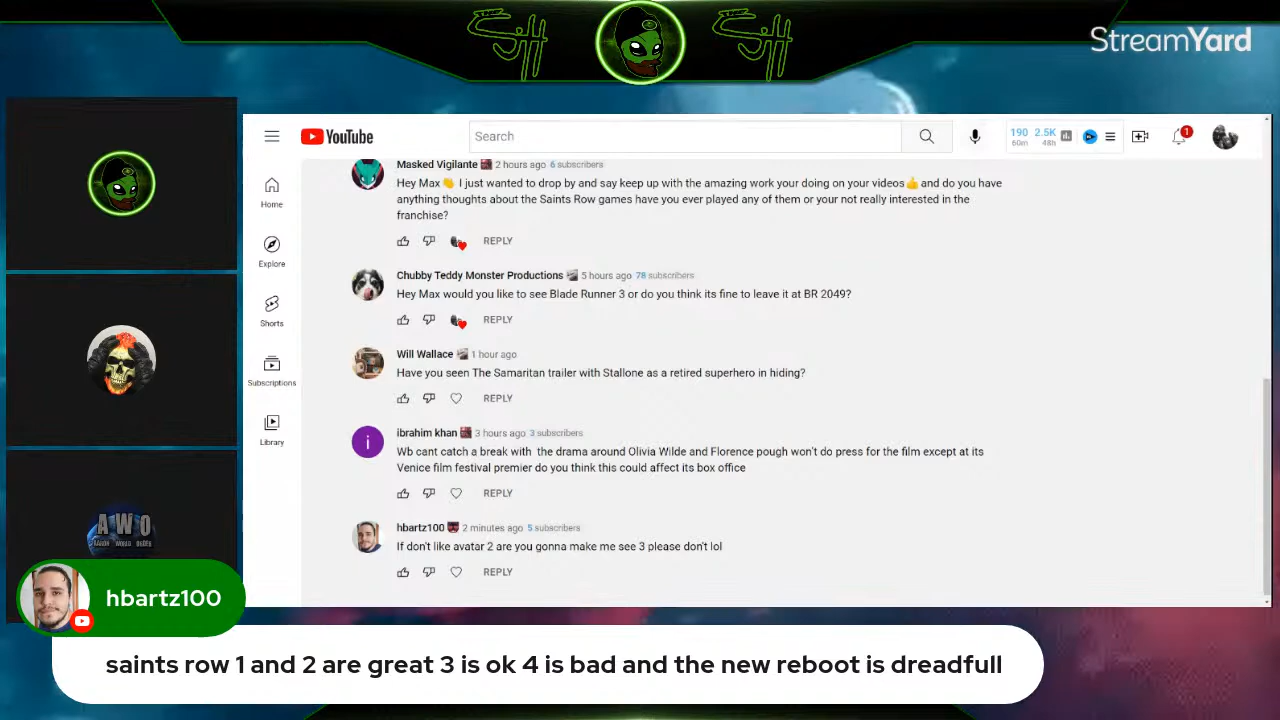 StreamYard
YouTube
Search
190 2.5K
60m 48h
1
Home
Explore
Shorts
Subscriptions
Library
Masked Vigilante 2 hours ago 6 subscribers
Hey Max 👋 I just wanted to drop by and say keep up with the amazing work your doing on your videos👍and do you have
anything thoughts about the Saints Row games have you ever played any of them or your not really interested in the
franchise?
REPLY
Chubby Teddy Monster Productions 5 hours ago 78 subscribers
Hey Max would you like to see Blade Runner 3 or do you think its fine to leave it at BR 2049?
REPLY
Will Wallace 1 hour ago
Have you seen The Samaritan trailer with Stallone as a retired superhero in hiding?
REPLY
i
ibrahim khan 3 hours ago 3 subscribers
Wb cant catch a break with the drama around Olivia Wilde and Florence pough won't do press for the film except at its
Venice film festival premier do you think this could affect its box office
REPLY
hbartz100 2 minutes ago 5 subscribers
If don't like avatar 2 are you gonna make me see 3 please don't lol
REPLY
AWO
hbartz100
saints row 1 and 2 are great 3 is ok 4 is bad and the new reboot is dreadfull